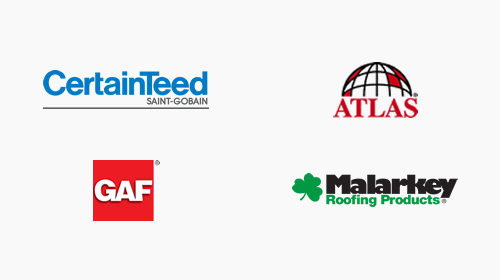 CertainTeed
SAINT-GOBAIN
ATLAS®
GAF®
Malarkey
Roofing Products®